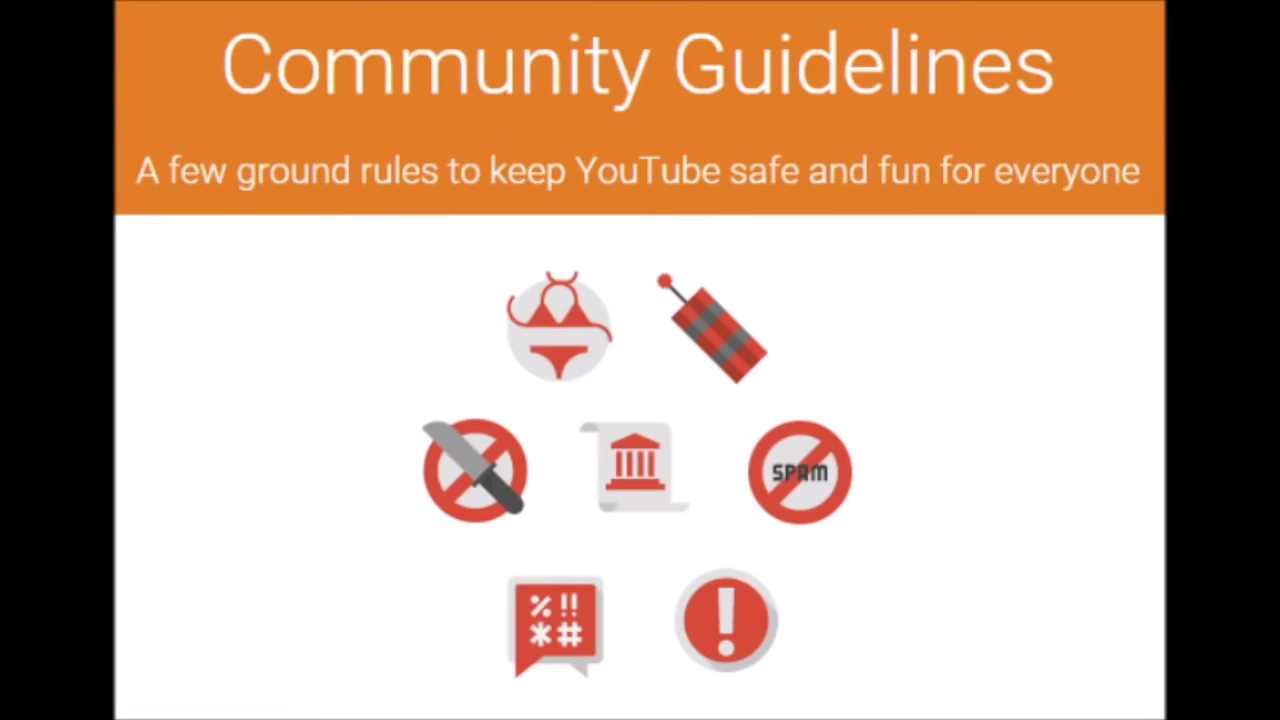 Community Guidelines
A few ground rules to keep YouTube safe and fun for everyone
SPAM
% !!
* #
!